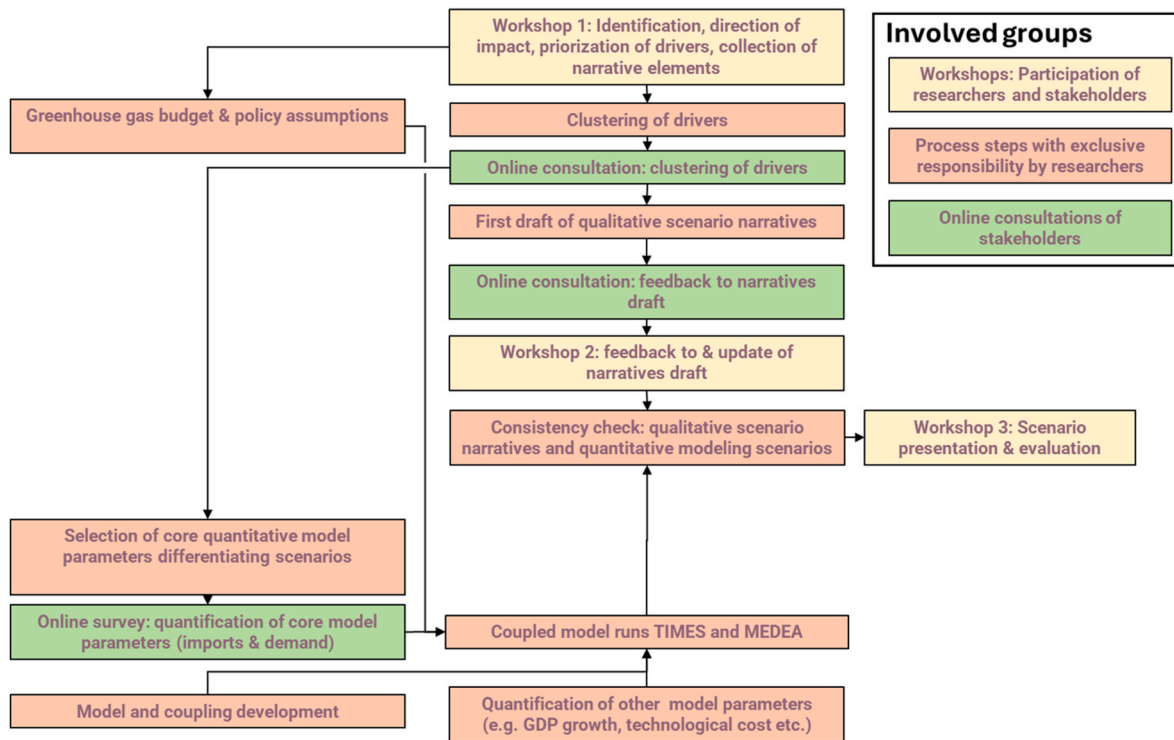 Workshop 1: Identification, direction of
impact, priorization of drivers, collection of
narrative elements
Greenhouse gas budget & policy assumptions
Clustering of drivers
Online consultation: clustering of drivers
First draft of qualitative scenario narratives
Online consultation: feedback to narratives
draft
Workshop 2: feedback to & update of
narratives draft
Consistency check: qualitative scenario
narratives and quantitative modeling scenarios
Workshop 3: Scenario
presentation & evaluation
Selection of core quantitative model
parameters differentiating scenarios
Online survey: quantification of core model
parameters (imports & demand)
Coupled model runs TIMES and MEDEA
Model and coupling development
Quantification of other model parameters
(e.g. GDP growth, technological cost etc.)
Involved groups
Workshops: Participation of
researchers and stakeholders
Process steps with exclusive
responsibility by researchers
Online consultations of
stakeholders